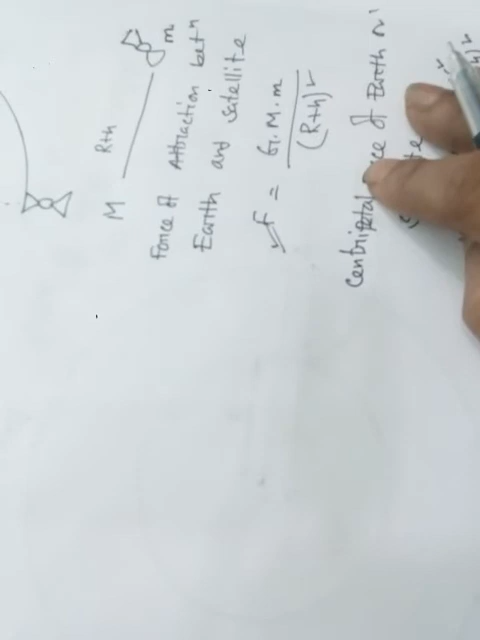 m
R+h
M
Force of Attraction betn
Earth and satellite
F = G.M.m
(R+h)²
Centripetal of Earth